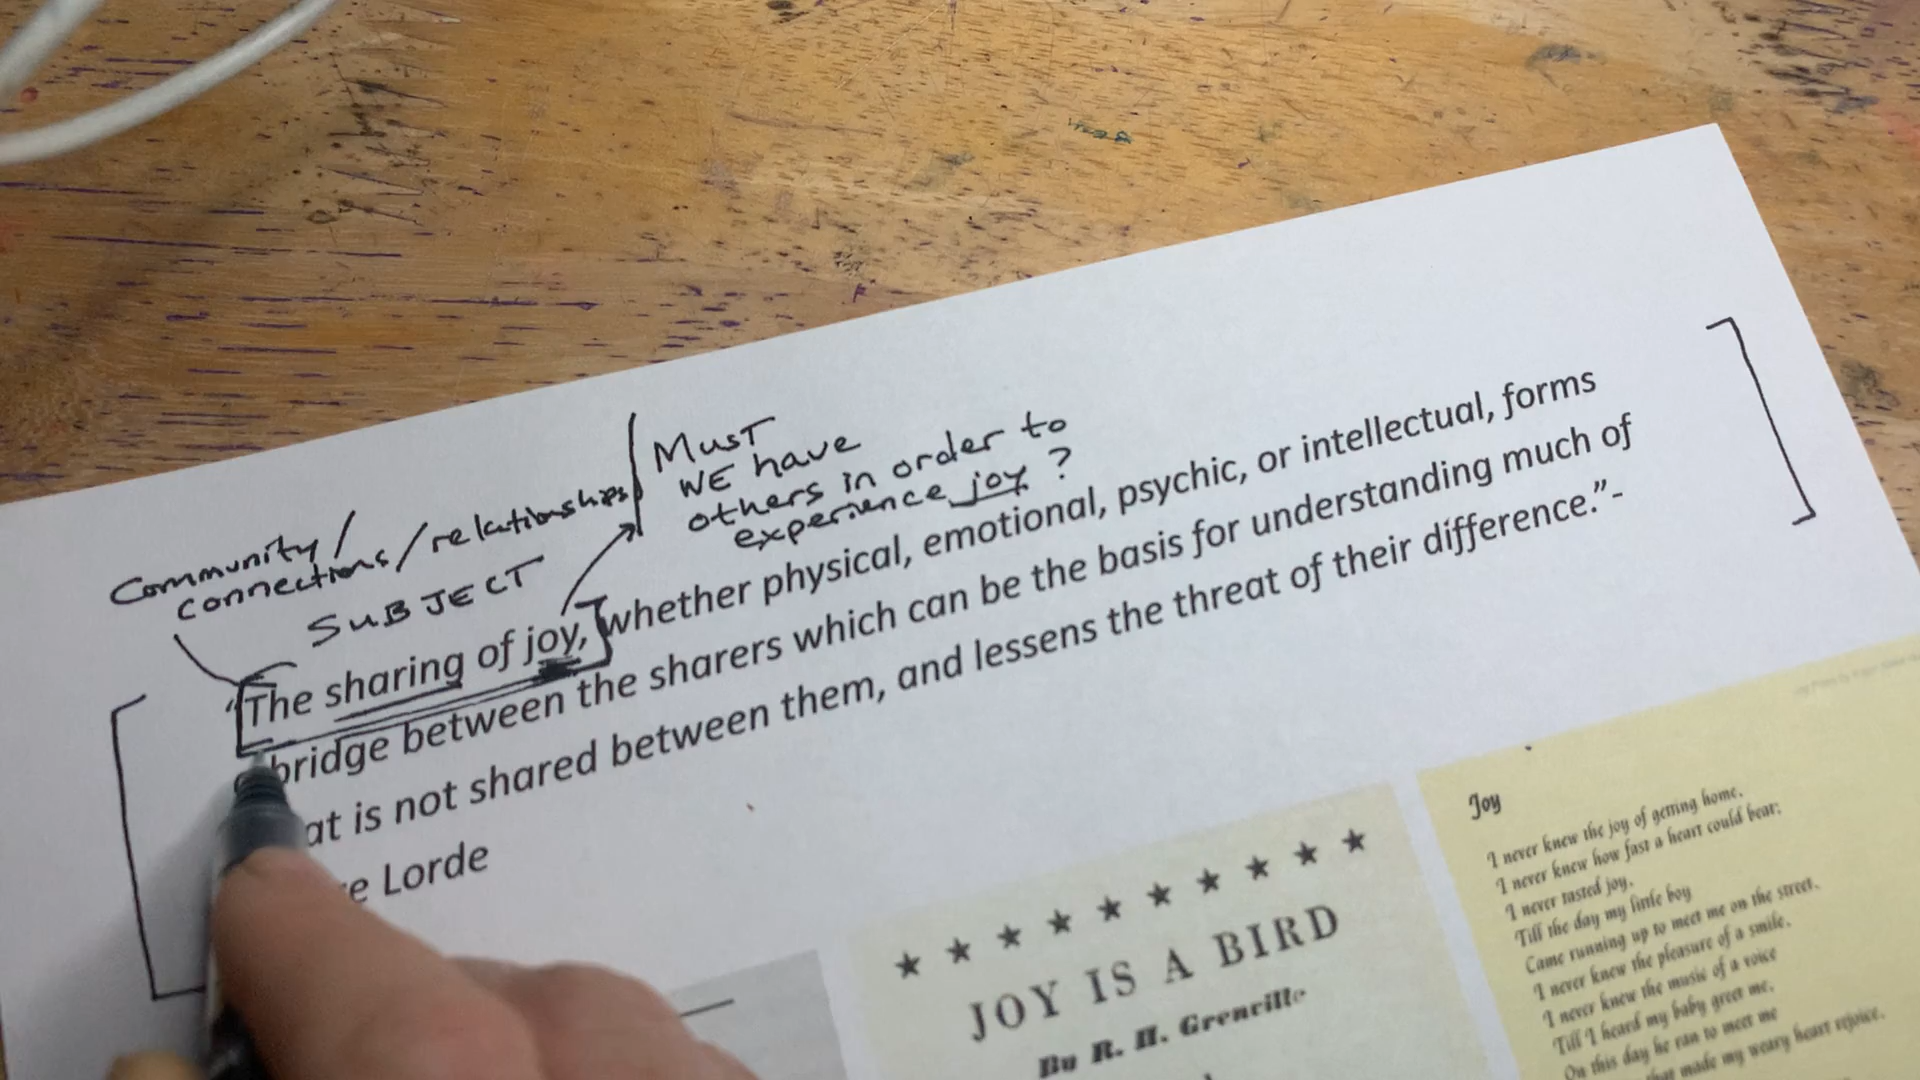 Must
WE have
others in order to
experience joy ?
Community /
connections / relationships
SUBJECT
"The sharing of joy, whether physical, emotional, psychic, or intellectual, forms
bridge between the sharers which can be the basis for understanding much of
at is not shared between them, and lessens the threat of their difference."-
e Lorde
★ ★ ★ ★ ★ ★ ★ ★ ★ ★
JOY IS A BIRD
By R. H. Grenville
Joy
I never knew the joy of getting home,
I never knew how fast a heart could bear;
I never tasted joy,
Till the day my little boy
Came running up to meet me on the street.
I never knew the pleasure of a smile,
I never knew the music of a voice
Till I heard my baby greet me,
On this day he ran to meet me
that made my weary heart rejoice.